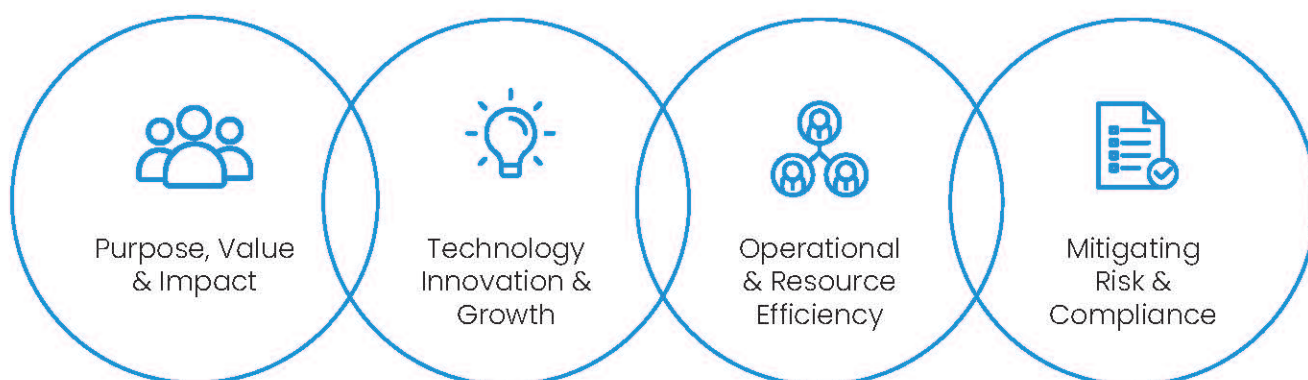 Purpose, Value
& Impact
Technology
Innovation &
Growth
Operational
& Resource
Efficiency
Mitigating
Risk &
Compliance